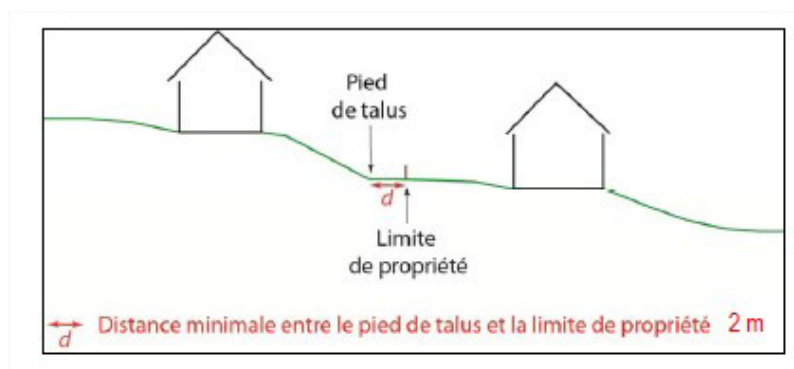 Pied
de talus
d
Limite
de propriété
d Distance minimale entre le pied de talus et la limite de propriété 2 m